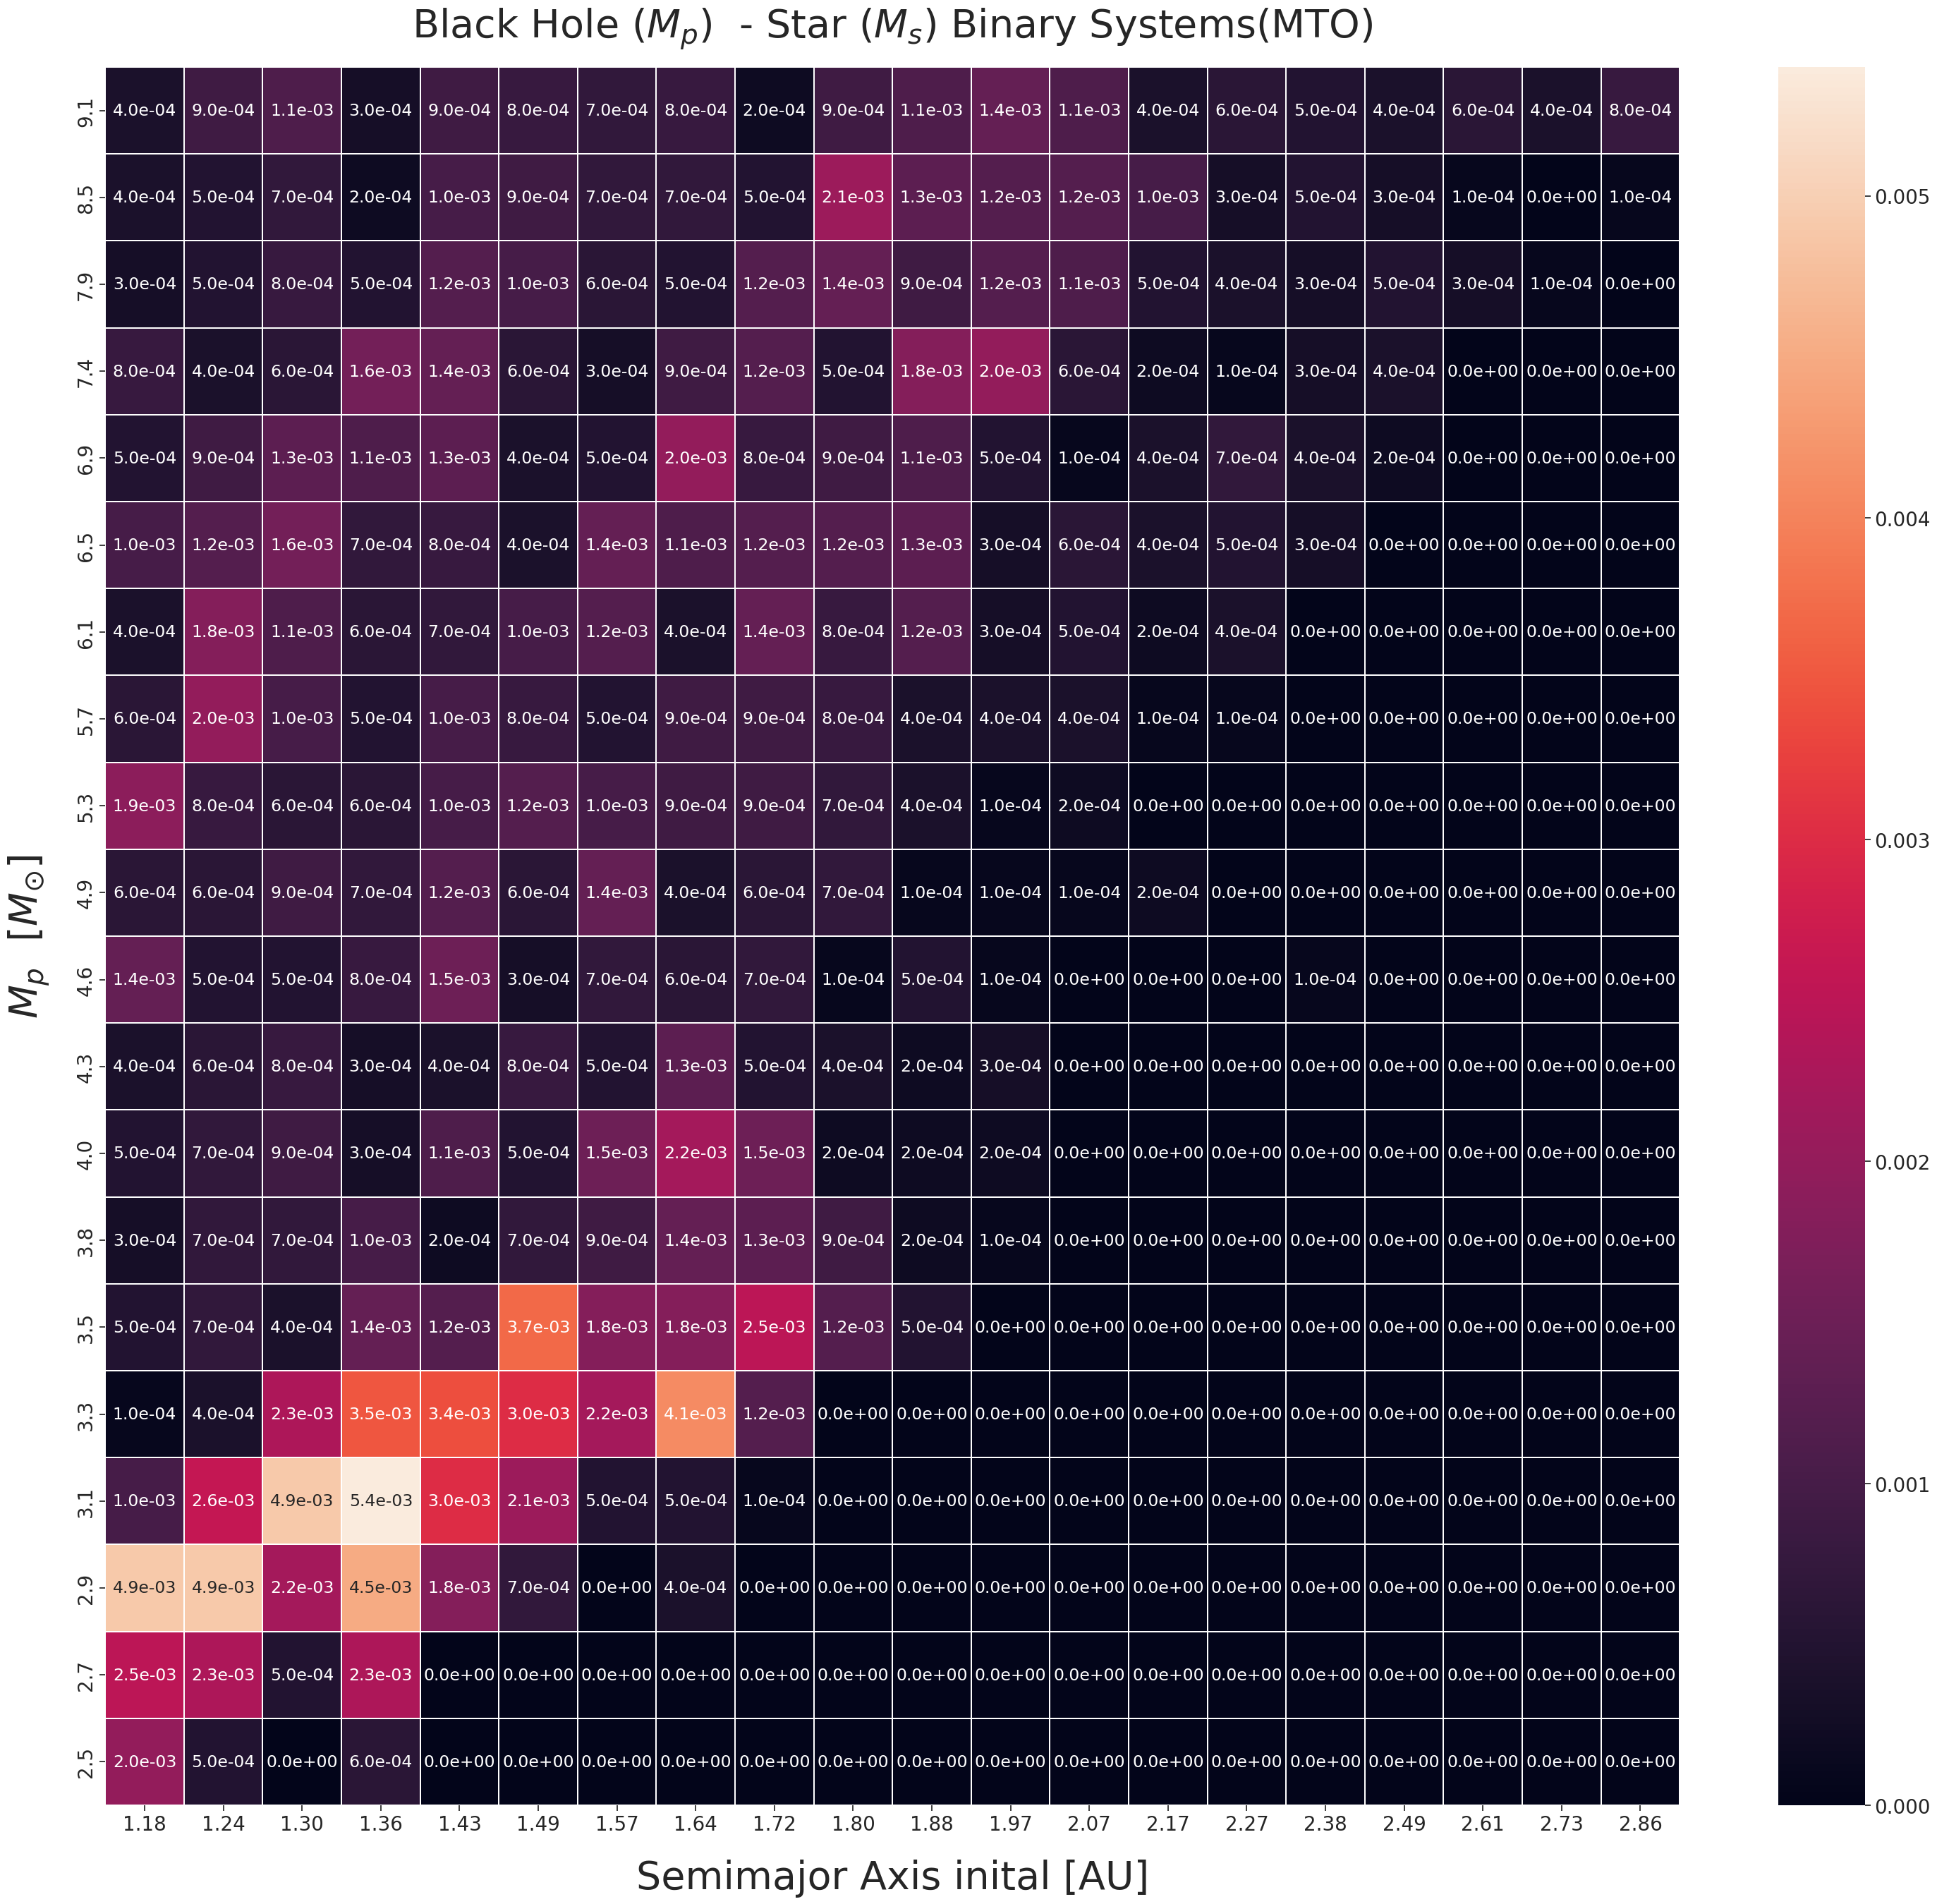 Black Hole (M_p) - Star (M_s) Binary Systems(MTO)
9.1 4.0e-04 9.0e-04 1.1e-03 3.0e-04 9.0e-04 8.0e-04 7.0e-04 8.0e-04 2.0e-04 9.0e-04 1.1e-03 1.4e-03 1.1e-03 4.0e-04 6.0e-04 5.0e-04 4.0e-04 6.0e-04 4.0e-04 8.0e-04
8.5 4.0e-04 5.0e-04 7.0e-04 2.0e-04 1.0e-03 9.0e-04 7.0e-04 7.0e-04 5.0e-04 2.1e-03 1.3e-03 1.2e-03 1.2e-03 1.0e-03 3.0e-04 5.0e-04 3.0e-04 1.0e-04 0.0e+00 1.0e-04
7.9 3.0e-04 5.0e-04 8.0e-04 5.0e-04 1.2e-03 1.0e-03 6.0e-04 5.0e-04 1.2e-03 1.4e-03 9.0e-04 1.2e-03 1.1e-03 5.0e-04 4.0e-04 3.0e-04 5.0e-04 3.0e-04 1.0e-04 0.0e+00
7.4 8.0e-04 4.0e-04 6.0e-04 1.6e-03 1.4e-03 6.0e-04 3.0e-04 9.0e-04 1.2e-03 5.0e-04 1.8e-03 2.0e-03 6.0e-04 2.0e-04 1.0e-04 3.0e-04 4.0e-04 0.0e+00 0.0e+00 0.0e+00
6.9 5.0e-04 9.0e-04 1.3e-03 1.1e-03 1.3e-03 4.0e-04 5.0e-04 2.0e-03 8.0e-04 9.0e-04 1.1e-03 5.0e-04 1.0e-04 4.0e-04 7.0e-04 4.0e-04 2.0e-04 0.0e+00 0.0e+00 0.0e+00
6.5 1.0e-03 1.2e-03 1.6e-03 7.0e-04 8.0e-04 4.0e-04 1.4e-03 1.1e-03 1.2e-03 1.2e-03 1.3e-03 3.0e-04 6.0e-04 4.0e-04 5.0e-04 3.0e-04 0.0e+00 0.0e+00 0.0e+00 0.0e+00
6.1 4.0e-04 1.8e-03 1.1e-03 6.0e-04 7.0e-04 1.0e-03 1.2e-03 4.0e-04 1.4e-03 8.0e-04 1.2e-03 3.0e-04 5.0e-04 2.0e-04 4.0e-04 0.0e+00 0.0e+00 0.0e+00 0.0e+00 0.0e+00
5.7 6.0e-04 2.0e-03 1.0e-03 5.0e-04 1.0e-03 8.0e-04 5.0e-04 9.0e-04 9.0e-04 8.0e-04 4.0e-04 4.0e-04 4.0e-04 1.0e-04 1.0e-04 0.0e+00 0.0e+00 0.0e+00 0.0e+00 0.0e+00
5.3 1.9e-03 8.0e-04 6.0e-04 6.0e-04 1.0e-03 1.2e-03 1.0e-03 9.0e-04 9.0e-04 7.0e-04 4.0e-04 1.0e-04 2.0e-04 0.0e+00 0.0e+00 0.0e+00 0.0e+00 0.0e+00 0.0e+00 0.0e+00
4.9 6.0e-04 6.0e-04 9.0e-04 7.0e-04 1.2e-03 6.0e-04 1.4e-03 4.0e-04 6.0e-04 7.0e-04 1.0e-04 1.0e-04 1.0e-04 2.0e-04 0.0e+00 0.0e+00 0.0e+00 0.0e+00 0.0e+00 0.0e+00
4.6 1.4e-03 5.0e-04 5.0e-04 8.0e-04 1.5e-03 3.0e-04 7.0e-04 6.0e-04 7.0e-04 1.0e-04 5.0e-04 1.0e-04 0.0e+00 0.0e+00 0.0e+00 1.0e-04 0.0e+00 0.0e+00 0.0e+00 0.0e+00
4.3 4.0e-04 6.0e-04 8.0e-04 3.0e-04 4.0e-04 8.0e-04 5.0e-04 1.3e-03 5.0e-04 4.0e-04 2.0e-04 3.0e-04 0.0e+00 0.0e+00 0.0e+00 0.0e+00 0.0e+00 0.0e+00 0.0e+00 0.0e+00
4.0 5.0e-04 7.0e-04 9.0e-04 3.0e-04 1.1e-03 5.0e-04 1.5e-03 2.2e-03 1.5e-03 2.0e-04 2.0e-04 2.0e-04 0.0e+00 0.0e+00 0.0e+00 0.0e+00 0.0e+00 0.0e+00 0.0e+00 0.0e+00
3.8 3.0e-04 7.0e-04 7.0e-04 1.0e-03 2.0e-04 7.0e-04 9.0e-04 1.4e-03 1.3e-03 9.0e-04 2.0e-04 1.0e-04 0.0e+00 0.0e+00 0.0e+00 0.0e+00 0.0e+00 0.0e+00 0.0e+00 0.0e+00
3.5 5.0e-04 7.0e-04 4.0e-04 1.4e-03 1.2e-03 3.7e-03 1.8e-03 1.8e-03 2.5e-03 1.2e-03 5.0e-04 0.0e+00 0.0e+00 0.0e+00 0.0e+00 0.0e+00 0.0e+00 0.0e+00 0.0e+00 0.0e+00
3.3 1.0e-04 4.0e-04 2.3e-03 3.5e-03 3.4e-03 3.0e-03 2.2e-03 4.1e-03 1.2e-03 0.0e+00 0.0e+00 0.0e+00 0.0e+00 0.0e+00 0.0e+00 0.0e+00 0.0e+00 0.0e+00 0.0e+00 0.0e+00
3.1 1.0e-03 2.6e-03 4.9e-03 5.4e-03 3.0e-03 2.1e-03 5.0e-04 5.0e-04 1.0e-04 0.0e+00 0.0e+00 0.0e+00 0.0e+00 0.0e+00 0.0e+00 0.0e+00 0.0e+00 0.0e+00 0.0e+00 0.0e+00
2.9 4.9e-03 4.9e-03 2.2e-03 4.5e-03 1.8e-03 7.0e-04 0.0e+00 4.0e-04 0.0e+00 0.0e+00 0.0e+00 0.0e+00 0.0e+00 0.0e+00 0.0e+00 0.0e+00 0.0e+00 0.0e+00 0.0e+00 0.0e+00
2.7 2.5e-03 2.3e-03 5.0e-04 2.3e-03 0.0e+00 0.0e+00 0.0e+00 0.0e+00 0.0e+00 0.0e+00 0.0e+00 0.0e+00 0.0e+00 0.0e+00 0.0e+00 0.0e+00 0.0e+00 0.0e+00 0.0e+00 0.0e+00
2.5 2.0e-03 5.0e-04 0.0e+00 6.0e-04 0.0e+00 0.0e+00 0.0e+00 0.0e+00 0.0e+00 0.0e+00 0.0e+00 0.0e+00 0.0e+00 0.0e+00 0.0e+00 0.0e+00 0.0e+00 0.0e+00 0.0e+00 0.0e+00
1.18 1.24 1.30 1.36 1.43 1.49 1.57 1.64 1.72 1.80 1.88 1.97 2.07 2.17 2.27 2.38 2.49 2.61 2.73 2.86
Semimajor Axis inital [AU]
M_p [M_⊙]
0.005
0.004
0.003
0.002
0.001
0.000